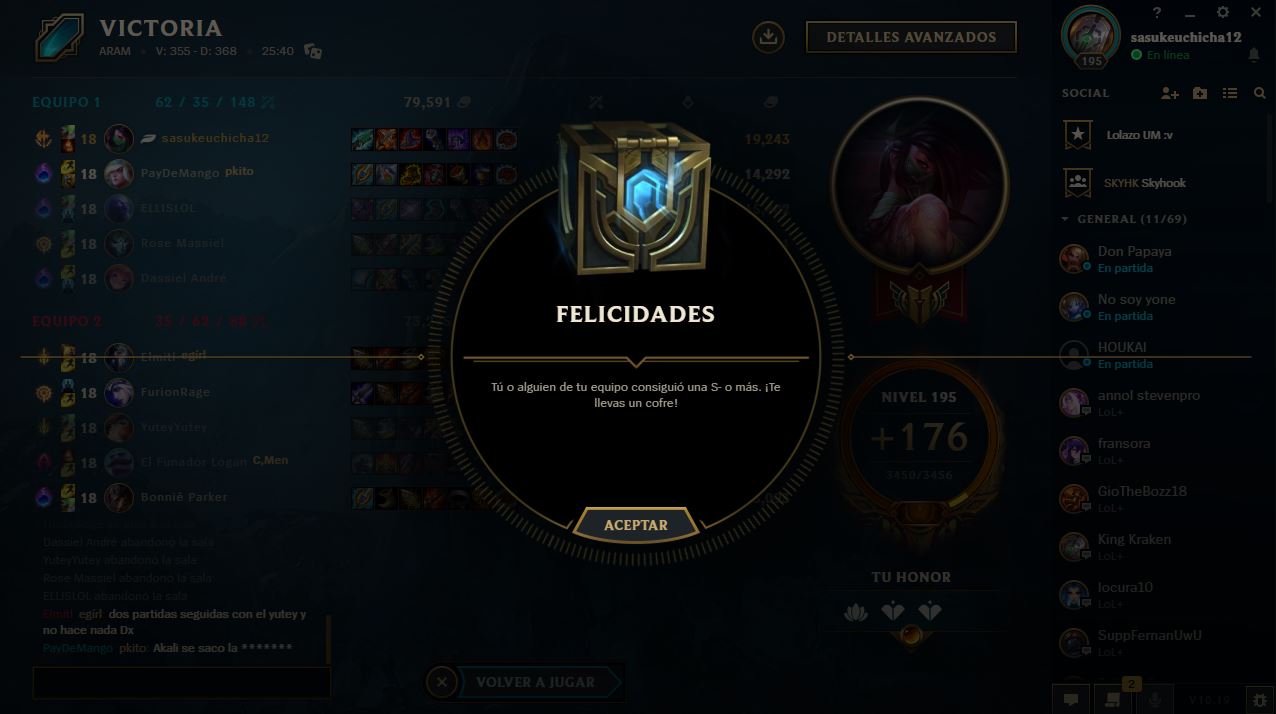 VICTORIA
ARAM • V: 355 - D: 368 • 25:40
DETALLES AVANZADOS
?
sasukeuchicha12
En línea
195
SOCIAL
EQUIPO 1 62 / 35 / 148 79,591
18 sasukeuchicha12 19,243
18 PayDeMango pkito 14,292
18 ELLISLOL
18 Rose Massiel
18 Dassiel André
EQUIPO 2 35 / 62 / 68
18 Elmitl egirl
18 FurionRage
18 YuteyYutey
18 El Funador Logan C,Men
18 Bonnié Parker
FELICIDADES
Tú o alguien de tu equipo consiguió una S- o más. ¡Te
llevas un cofre!
ACEPTAR
NIVEL 195
+176
3450/3456
TU HONOR
Lolazo UM :v
SKYHK Skyhook
GENERAL (11/69)
Don Papaya
En partida
No soy yone
En partida
HOUKAI
En partida
annol stevenpro
LoL+
fransora
LoL+
GioTheBozz18
LoL+
King Kraken
LoL+
locura10
LoL+
SuppFernanUwU
LoL+
Dassiel André abandonó la sala
YuteyYutey abandonó la sala
Rose Massiel abandonó la sala
ELLISLOL abandonó la sala
Elmitl egirl: dos partidas seguidas con el yutey y
no hace nada Dx
PayDeMango pkito: Akali se saco la *******
VOLVER A JUGAR
2
V10.19